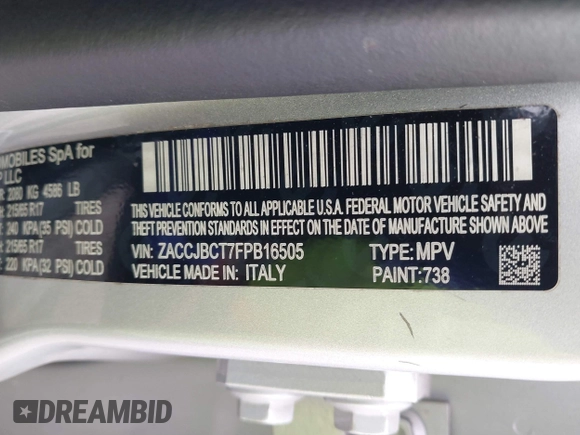 MOBILES SpA for
LLC
2080 KG 4586 LB
215/65 R17 TIRES
240 KPA (35 PSI) COLD
215/65 R17 TIRES
220 KPA (32 PSI) COLD
THIS VEHICLE CONFORMS TO ALL APPLICABLE U.S.A. FEDERAL MOTOR VEHICLE SAFETY AND
THEFT PREVENTION STANDARDS IN EFFECT ON THE DATE OF MANUFACTURE SHOWN ABOVE.
VIN: ZACCJBCT7FPB16505 TYPE: MPV
VEHICLE MADE IN: ITALY PAINT: 738
DREAMBID